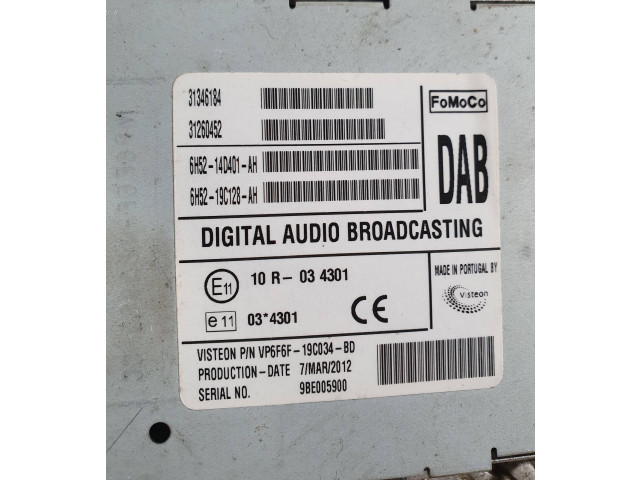 31346184
31260452
FoMoCo
6H52-14D401-AH
6H52-19C128-AH
DAB
DIGITAL AUDIO BROADCASTING
E11 10 R- 03 4301
e11 03*4301 CE
MADE IN PORTUGAL BY
Visteon
VISTEON P/N VP6F6F-19C034-BD
PRODUCTION-DATE 7/MAR/2012
SERIAL NO. 9BE005900